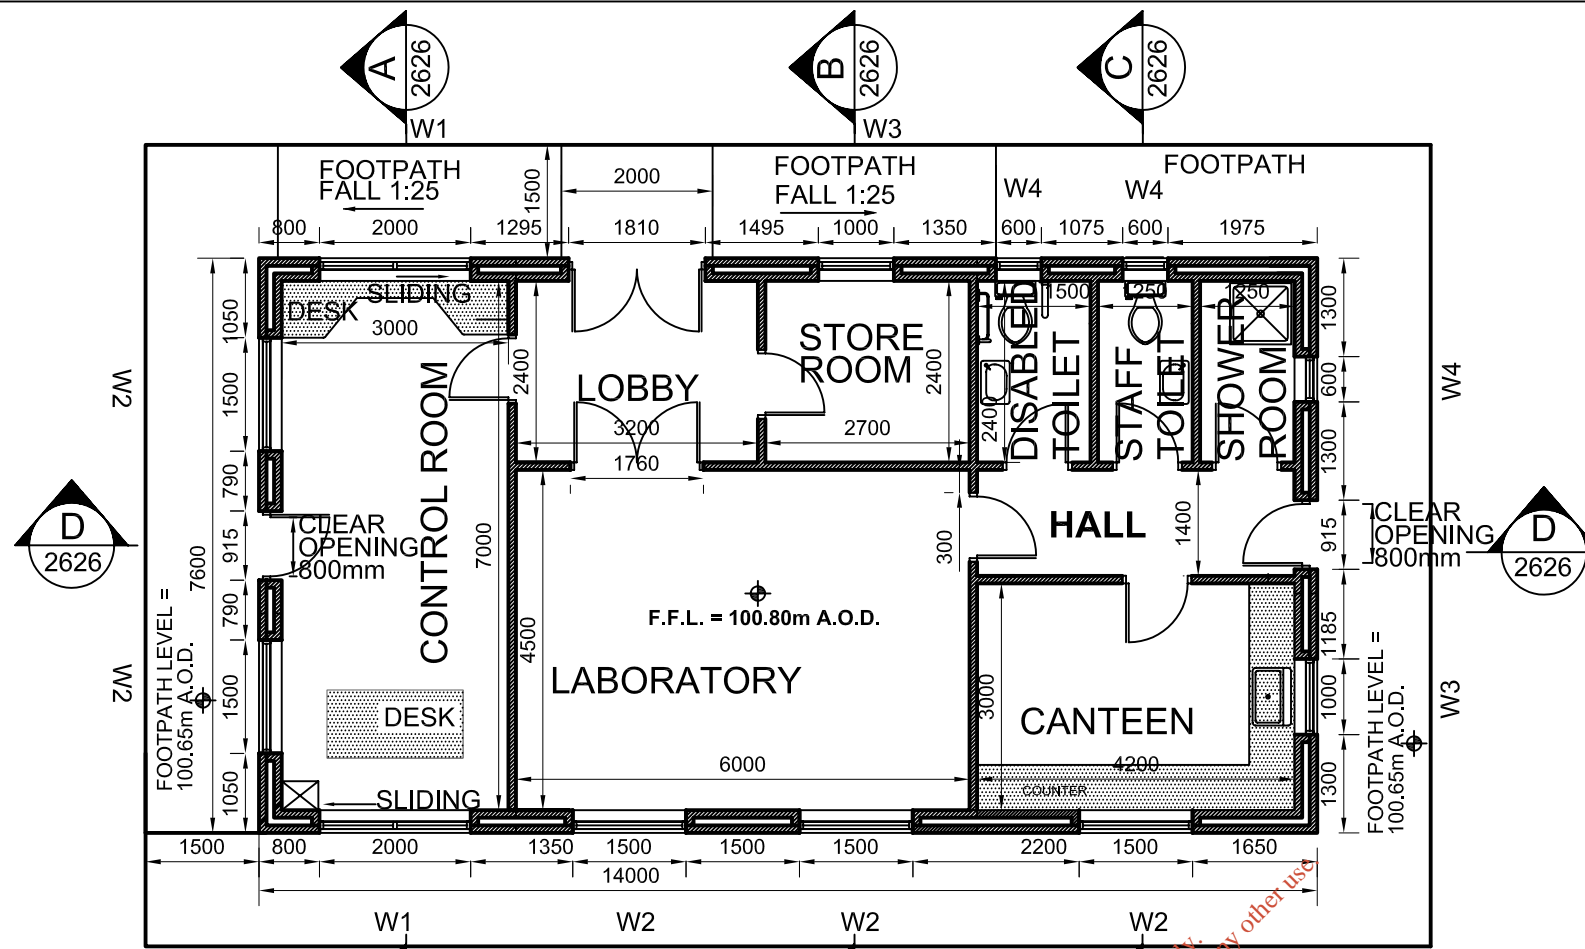 A
2626
B
2626
C
2626
W1
W3
FOOTPATH
FALL 1:25
1500
2000
FOOTPATH
FALL 1:25
FOOTPATH
W4
W4
800
2000
1295
1810
1495
1000
1350
600
1075
600
1975
DESK
SLIDING
3000
1500
1250
1250
1050
1500
790
915
790
1500
1050
7600
W2
W2
CONTROL ROOM
7000
2400
LOBBY
3200
1760
STORE
ROOM
2400
2700
2400
DISABLED
TOILET
STAFF
TOILET
SHOWER
ROOM
1300
600
1300
915
1185
1000
1300
W4
W3
D
2626
CLEAR
OPENING
800mm
HALL
300
1400
CLEAR
OPENING
800mm
D
2626
FOOTPATH LEVEL =
100.65m A.O.D.
F.F.L. = 100.80m A.O.D.
4500
LABORATORY
6000
3000
CANTEEN
4200
COUNTER
FOOTPATH LEVEL =
100.65m A.O.D.
DESK
SLIDING
1500
800
2000
1350
1500
1500
1500
2200
1500
1650
14000
W1
W2
W2
W2
any other use.